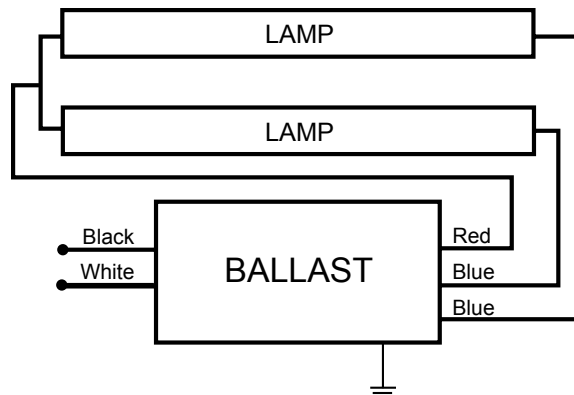 LAMP
LAMP
Black
Red
White
BALLAST
Blue
Blue